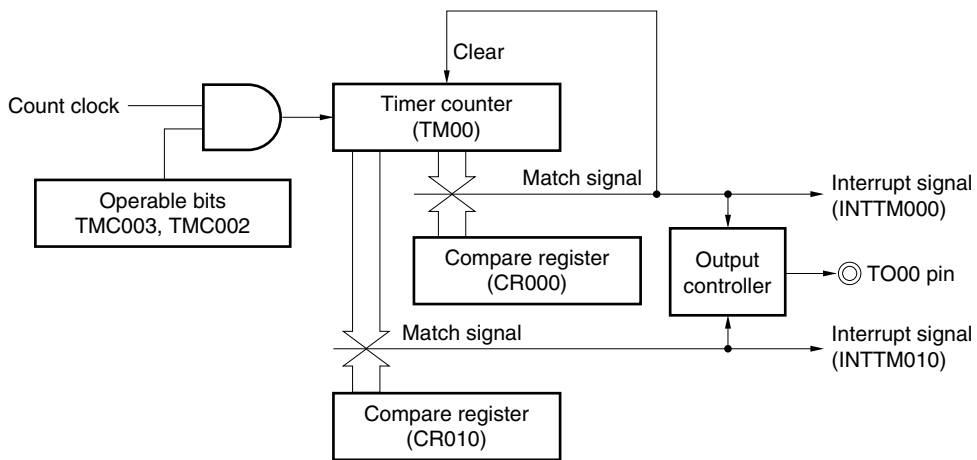 Clear
Count clock
Timer counter
(TM00)
Operable bits
TMC003, TMC002
Match signal
Interrupt signal
(INTTM000)
Compare register
(CR000)
Output
controller
TO00 pin
Match signal
Interrupt signal
(INTTM010)
Compare register
(CR010)